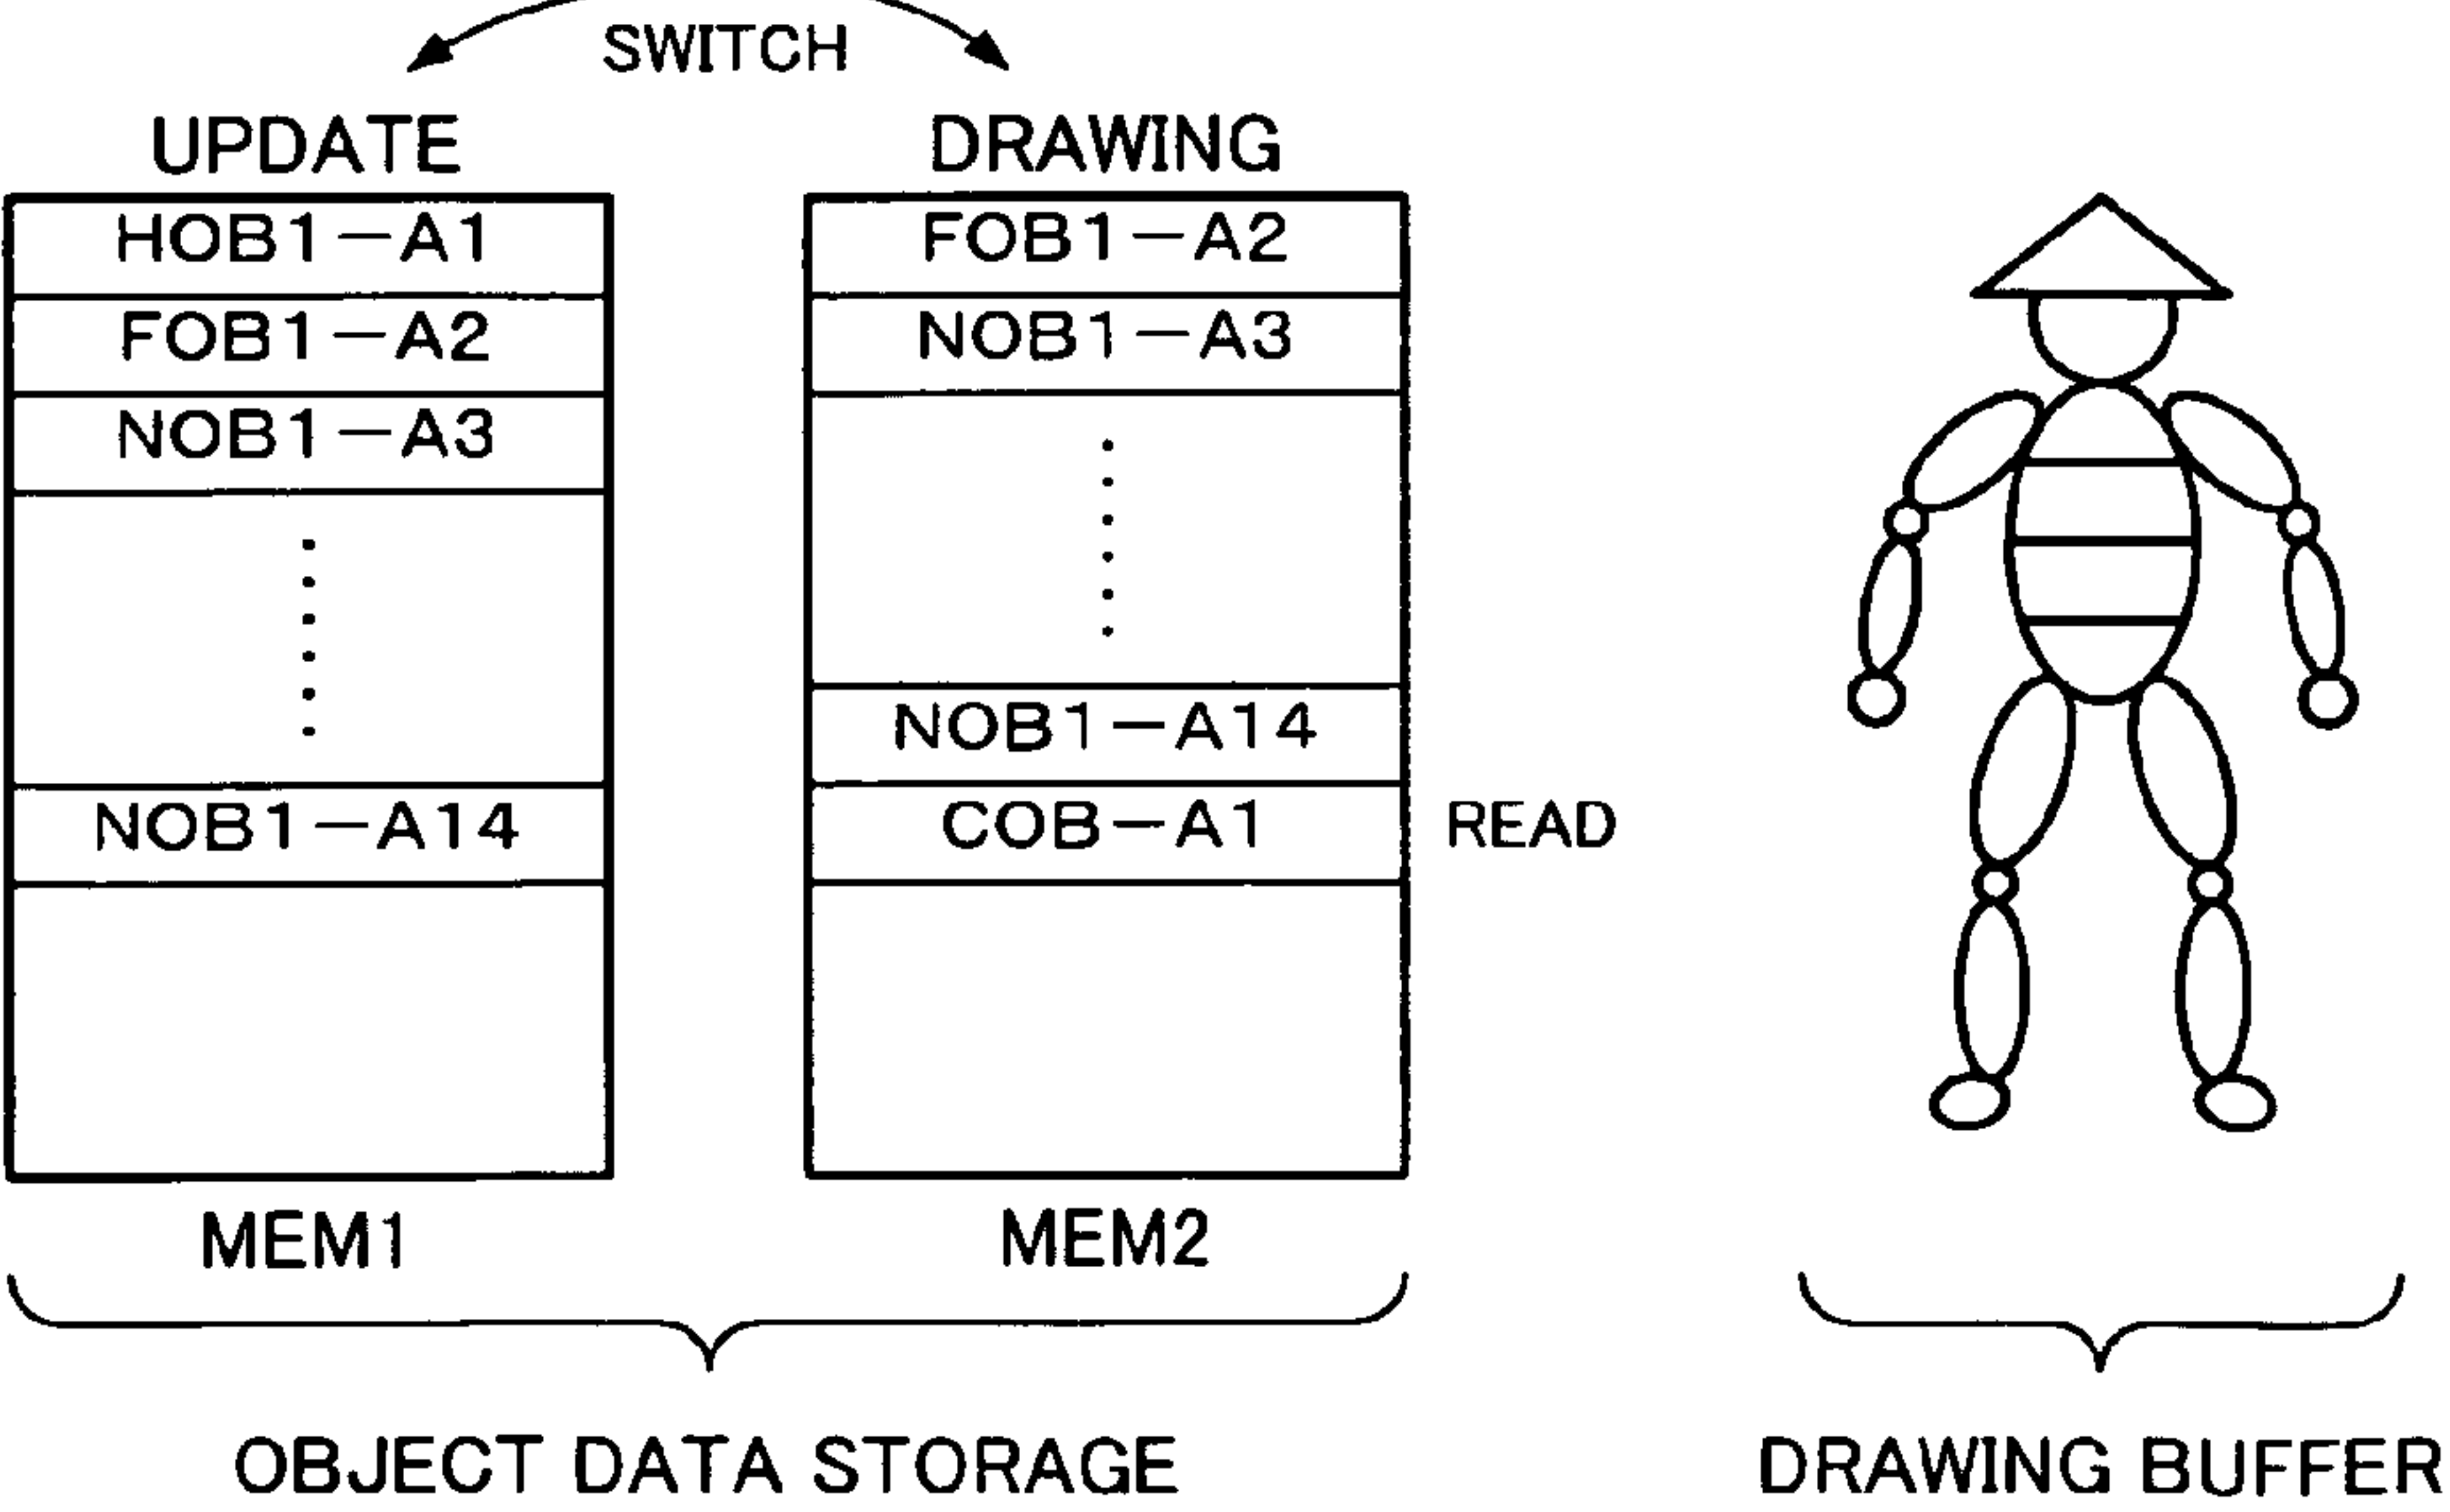 SWITCH
UPDATE
HOB1—A1
FOB1—A2
NOB1—A3
NOB1—A14
MEM1
DRAWING
FOB1—A2
NOB1—A3
NOB1—A14
COB—A1
READ
MEM2
OBJECT DATA STORAGE
DRAWING BUFFER